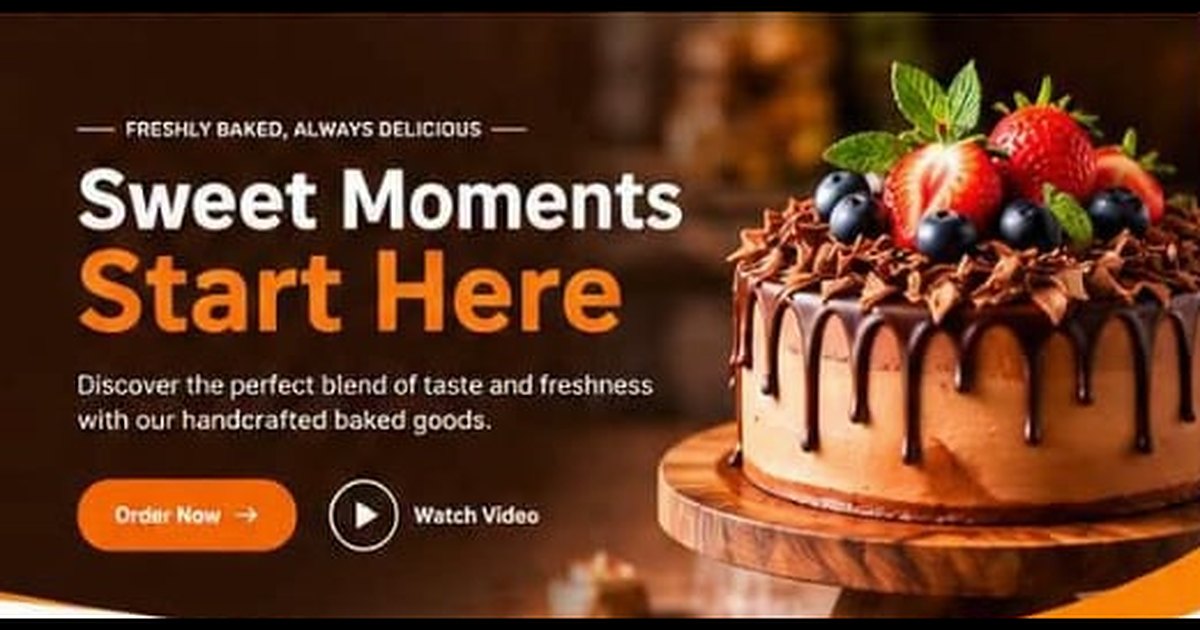 FRESHLY BAKED, ALWAYS DELICIOUS
Sweet Moments
Start Here
Discover the perfect blend of taste and freshness
with our handcrafted baked goods.
Order Now →
Watch Video